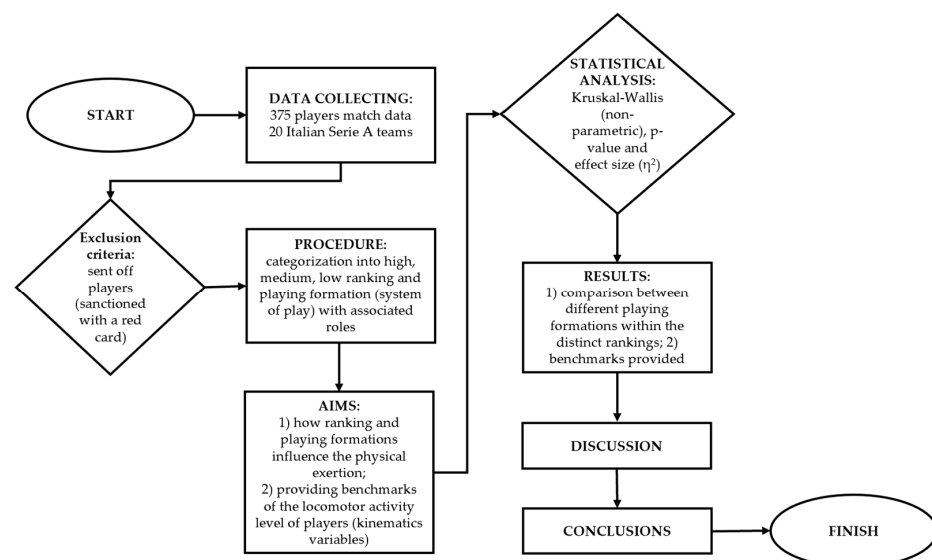 START
DATA COLLECTING:
375 players match data
20 Italian Serie A teams
Exclusion
criteria:
sent off
players
(sanctioned
with a red
card)
PROCEDURE:
categorization into high,
medium, low ranking and
playing formation (system
of play) with associated
roles
AIMS:
1) how ranking and
playing formations
influence the physical
exertion;
2) providing benchmarks
of the locomotor activity
level of players (kinematics
variables)
STATISTICAL
ANALYSIS:
Kruskal-Wallis
(non-
parametric), p-
value and
effect size (η²)
RESULTS:
1) comparison between
different playing
formations within the
distinct rankings; 2)
benchmarks provided
DISCUSSION
CONCLUSIONS
FINISH